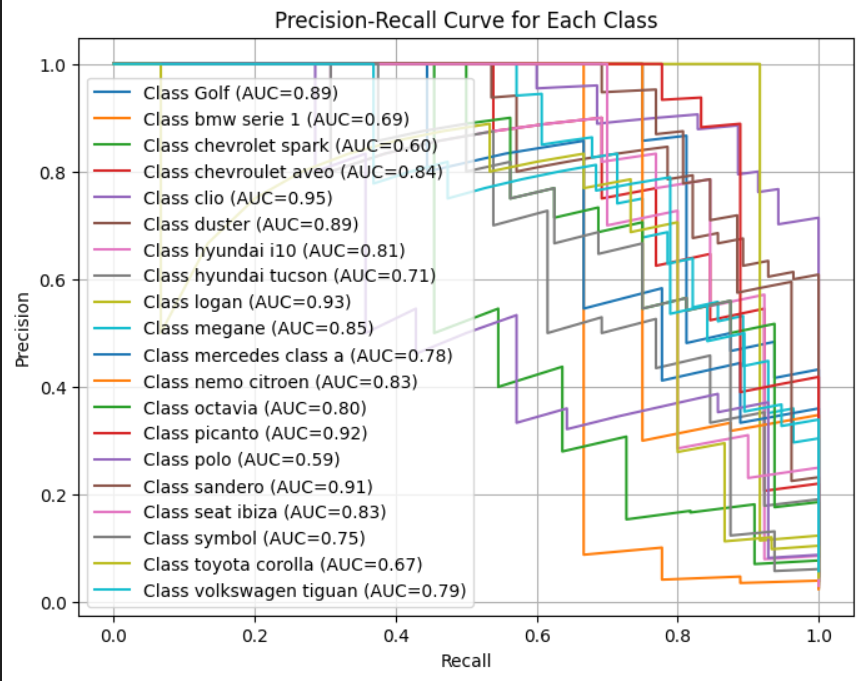 Precision-Recall Curve for Each Class
Precision
1.0
0.8
0.6
0.4
0.2
0.0
Class Golf (AUC=0.89)
Class bmw serie 1 (AUC=0.69)
Class chevrolet spark (AUC=0.60)
Class chevroulet aveo (AUC=0.84)
Class clio (AUC=0.95)
Class duster (AUC=0.89)
Class hyundai i10 (AUC=0.81)
Class hyundai tucson (AUC=0.71)
Class logan (AUC=0.93)
Class megane (AUC=0.85)
Class mercedes class a (AUC=0.78)
Class nemo citroen (AUC=0.83)
Class octavia (AUC=0.80)
Class picanto (AUC=0.92)
Class polo (AUC=0.59)
Class sandero (AUC=0.91)
Class seat ibiza (AUC=0.83)
Class symbol (AUC=0.75)
Class toyota corolla (AUC=0.67)
Class volkswagen tiguan (AUC=0.79)
0.0 0.2 0.4 0.6 0.8 1.0
Recall